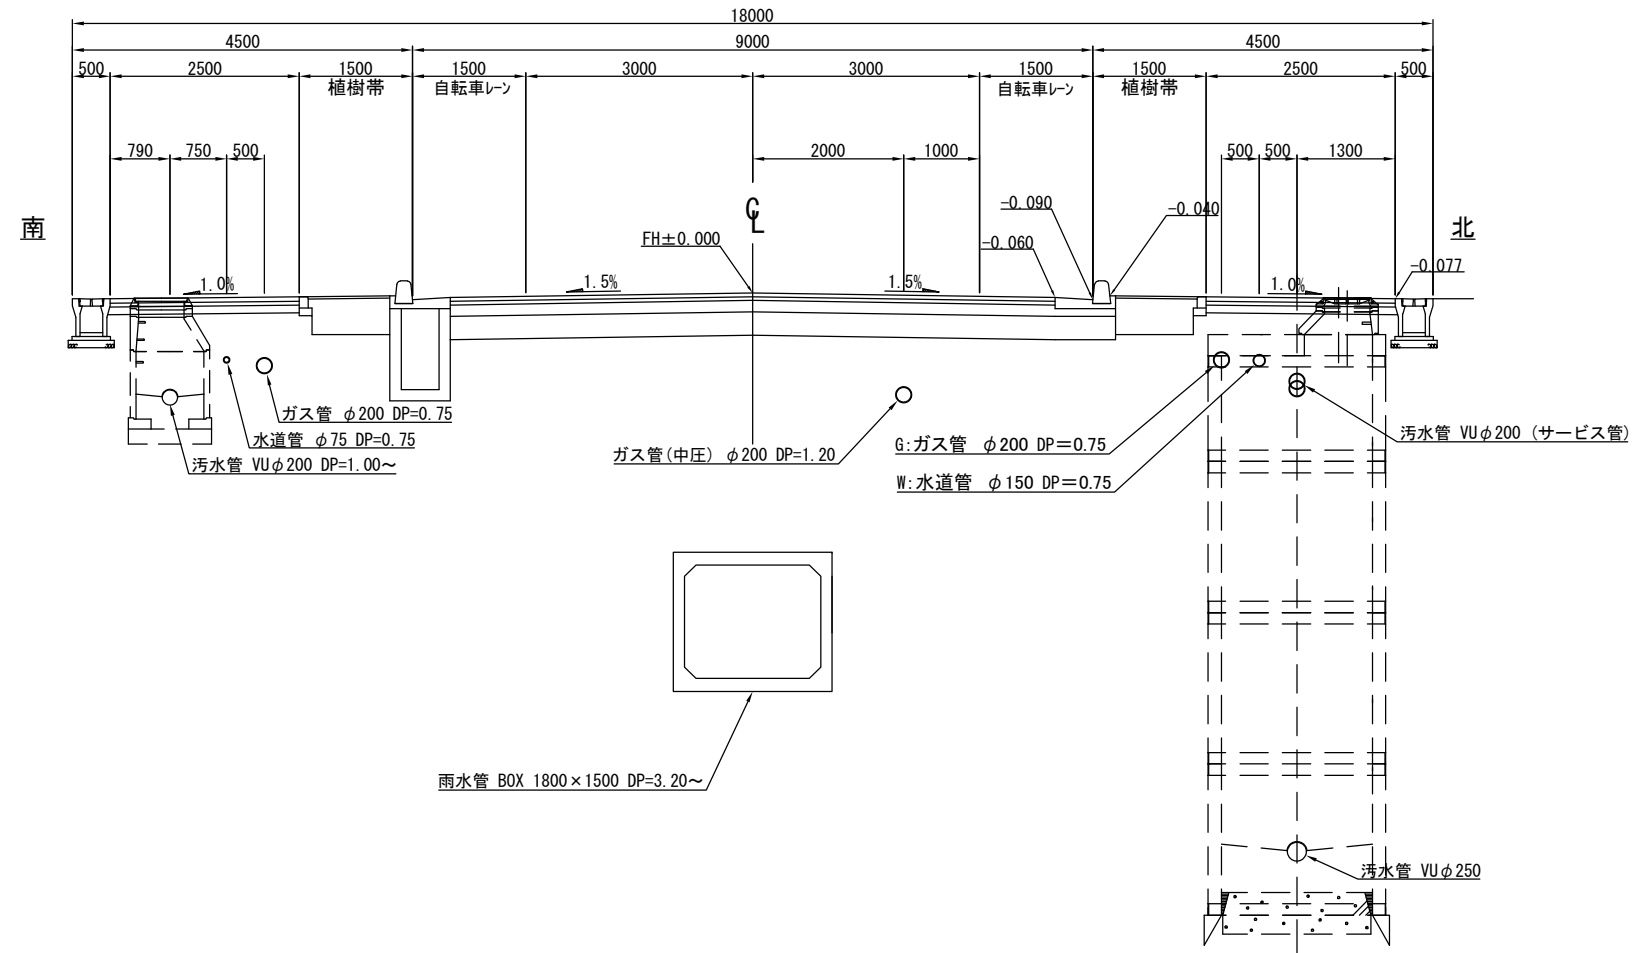 18000
4500 9000 4500
500 2500 1500 1500 3000 3000 1500 1500 2500 500
植樹帯 自転車レーン 自転車レーン 植樹帯
790 750 500 2000 1000 500 500 1300
-0.090 -0.040
南 CL 北
FH±0.000 -0.060
-0.077
1.0% 1.5% 1.5% 1.0%
ガス管 φ200 DP=0.75
水道管 φ75 DP=0.75
汚水管 VUφ200 DP=1.00～
ガス管(中圧) φ200 DP=1.20
G:ガス管 φ200 DP＝0.75
W:水道管 φ150 DP＝0.75
汚水管 VUφ200 (サービス管)
雨水管 BOX 1800×1500 DP=3.20～
汚水管 VUφ250